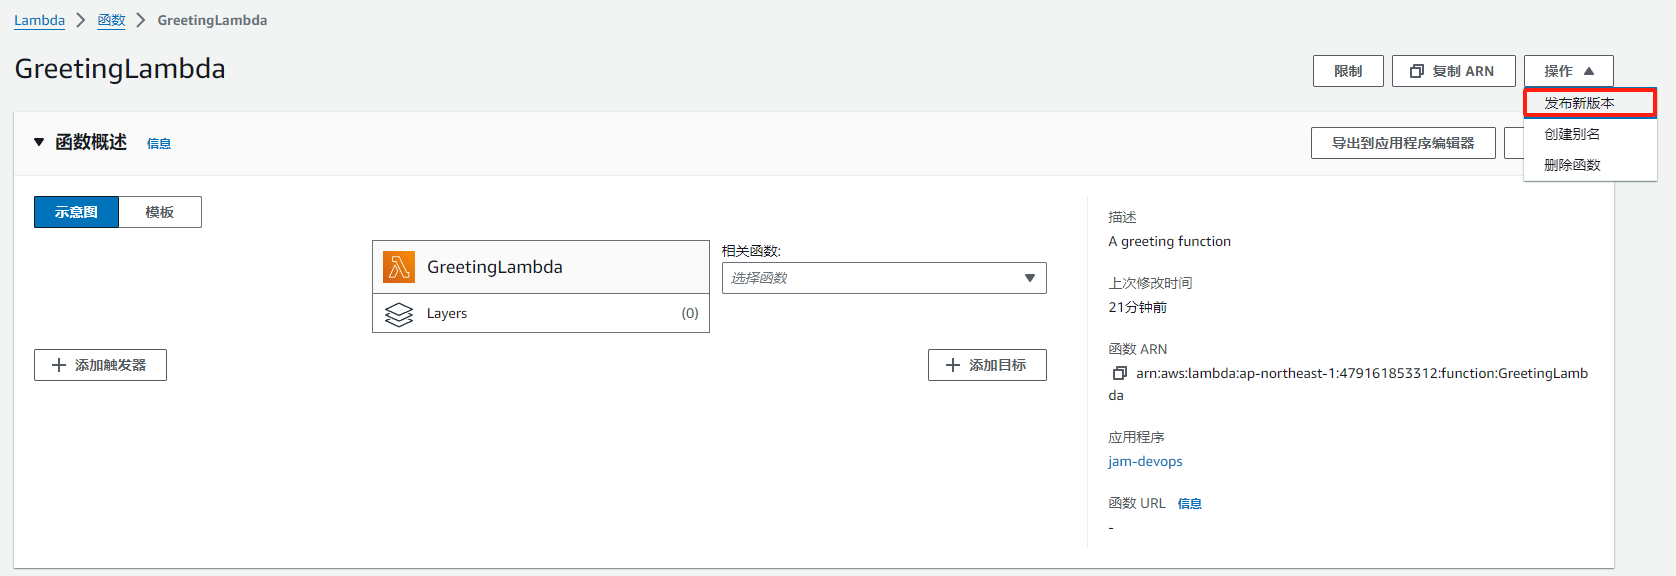 Lambda > 函数 > GreetingLambda
GreetingLambda
限制 复制 ARN 操作 ▲
发布新版本
创建别名
删除函数
▼ 函数概述 信息
导出到应用程序编辑器
示意图 模板
GreetingLambda
Layers (0)
相关函数:
选择函数 ▼
+ 添加触发器
+ 添加目标
描述
A greeting function
上次修改时间
21分钟前
函数 ARN
arn:aws:lambda:ap-northeast-1:479161853312:function:GreetingLamb
da
应用程序
jam-devops
函数 URL 信息
-